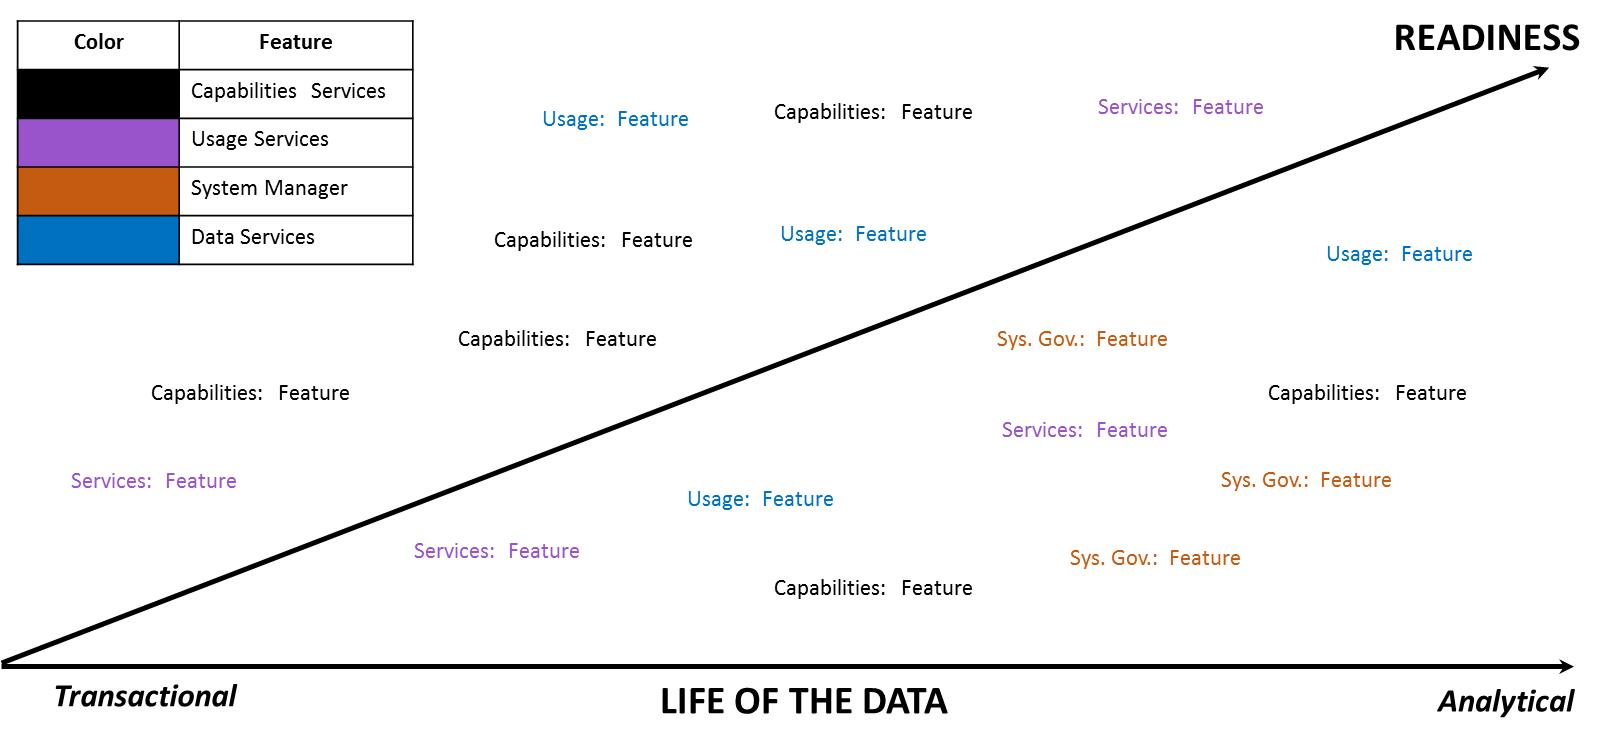 Color Feature
Capabilities Services
Usage Services
System Manager
Data Services
READINESS
Usage: Feature
Capabilities: Feature
Services: Feature
Capabilities: Feature
Usage: Feature
Usage: Feature
Capabilities: Feature
Sys. Gov.: Feature
Capabilities: Feature
Capabilities: Feature
Services: Feature
Services: Feature
Sys. Gov.: Feature
Usage: Feature
Services: Feature
Sys. Gov.: Feature
Capabilities: Feature
Transactional
LIFE OF THE DATA
Analytical